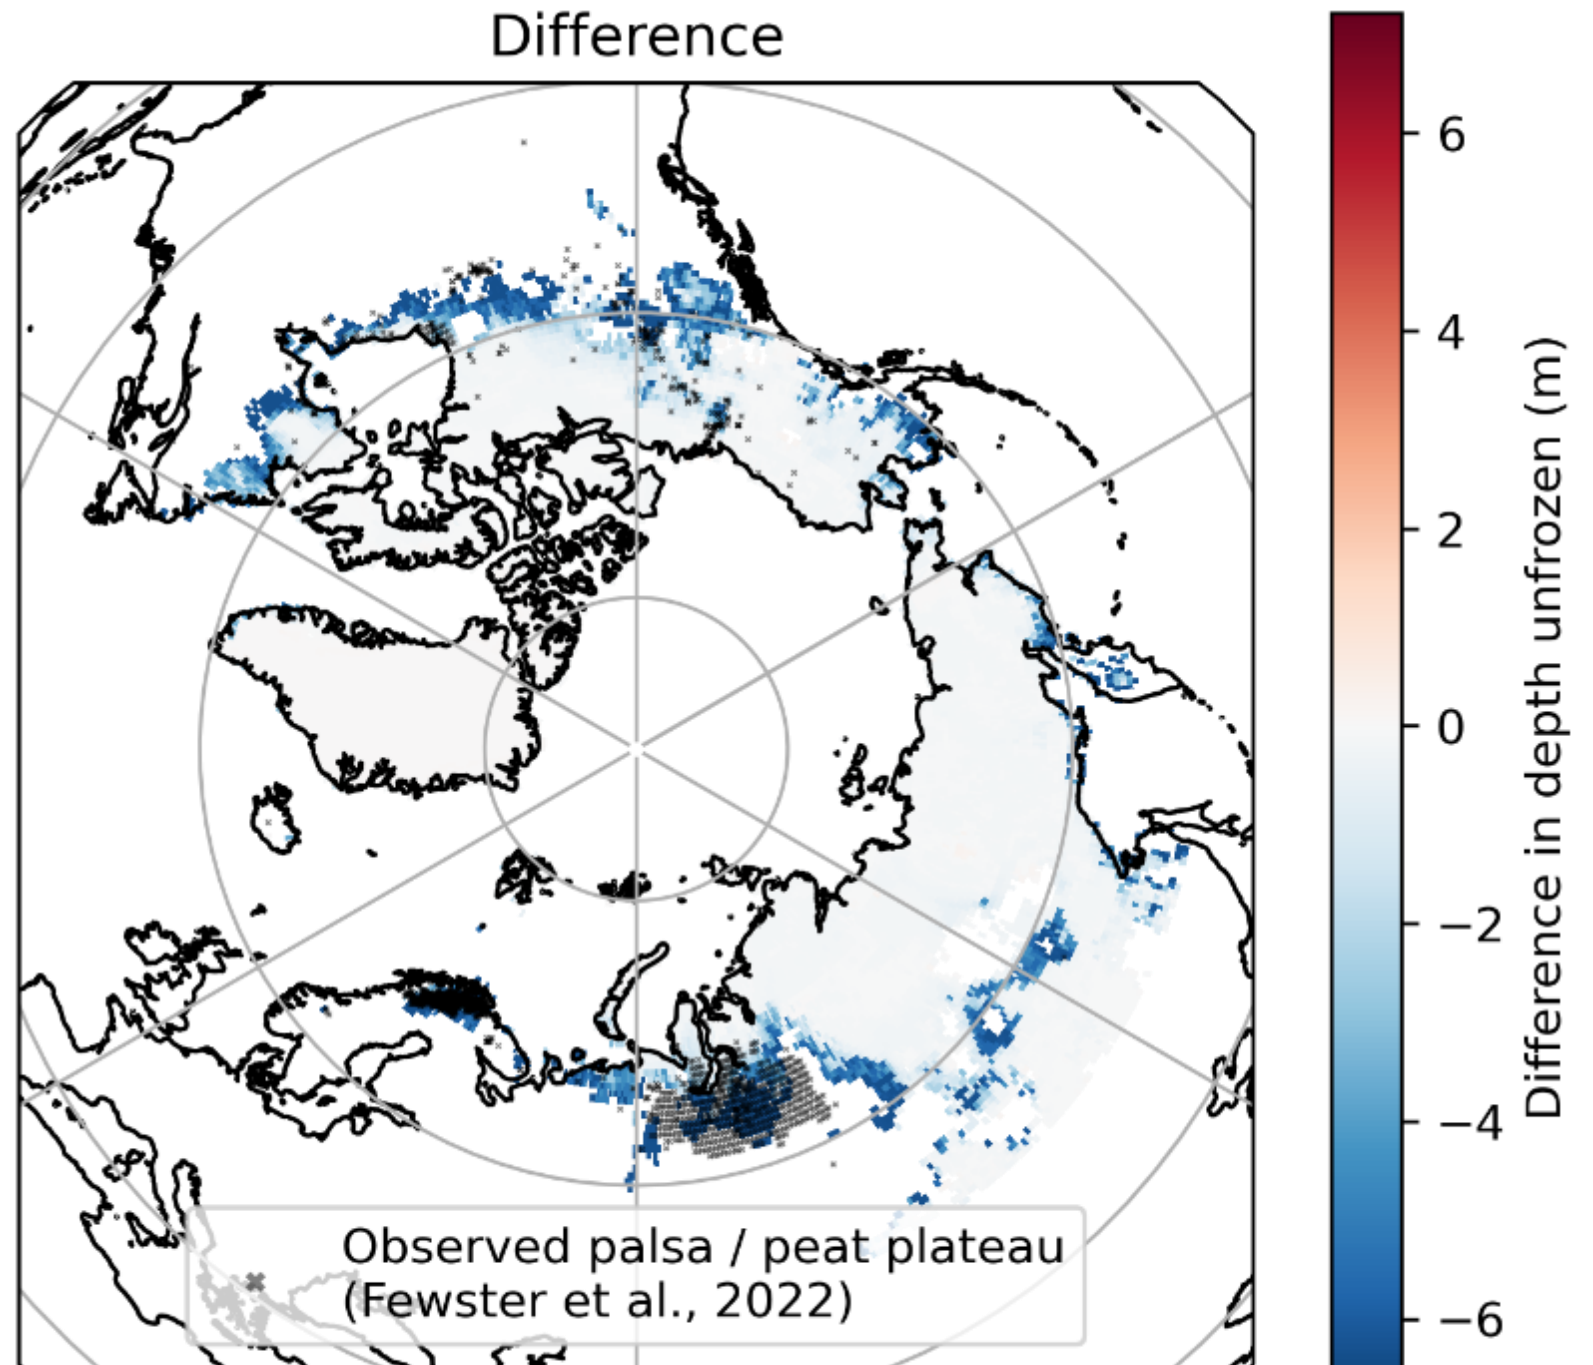 Difference
6
4
2
0
−2
−4
−6
Difference in depth unfrozen (m)
Observed palsa / peat plateau
(Fewster et al., 2022)